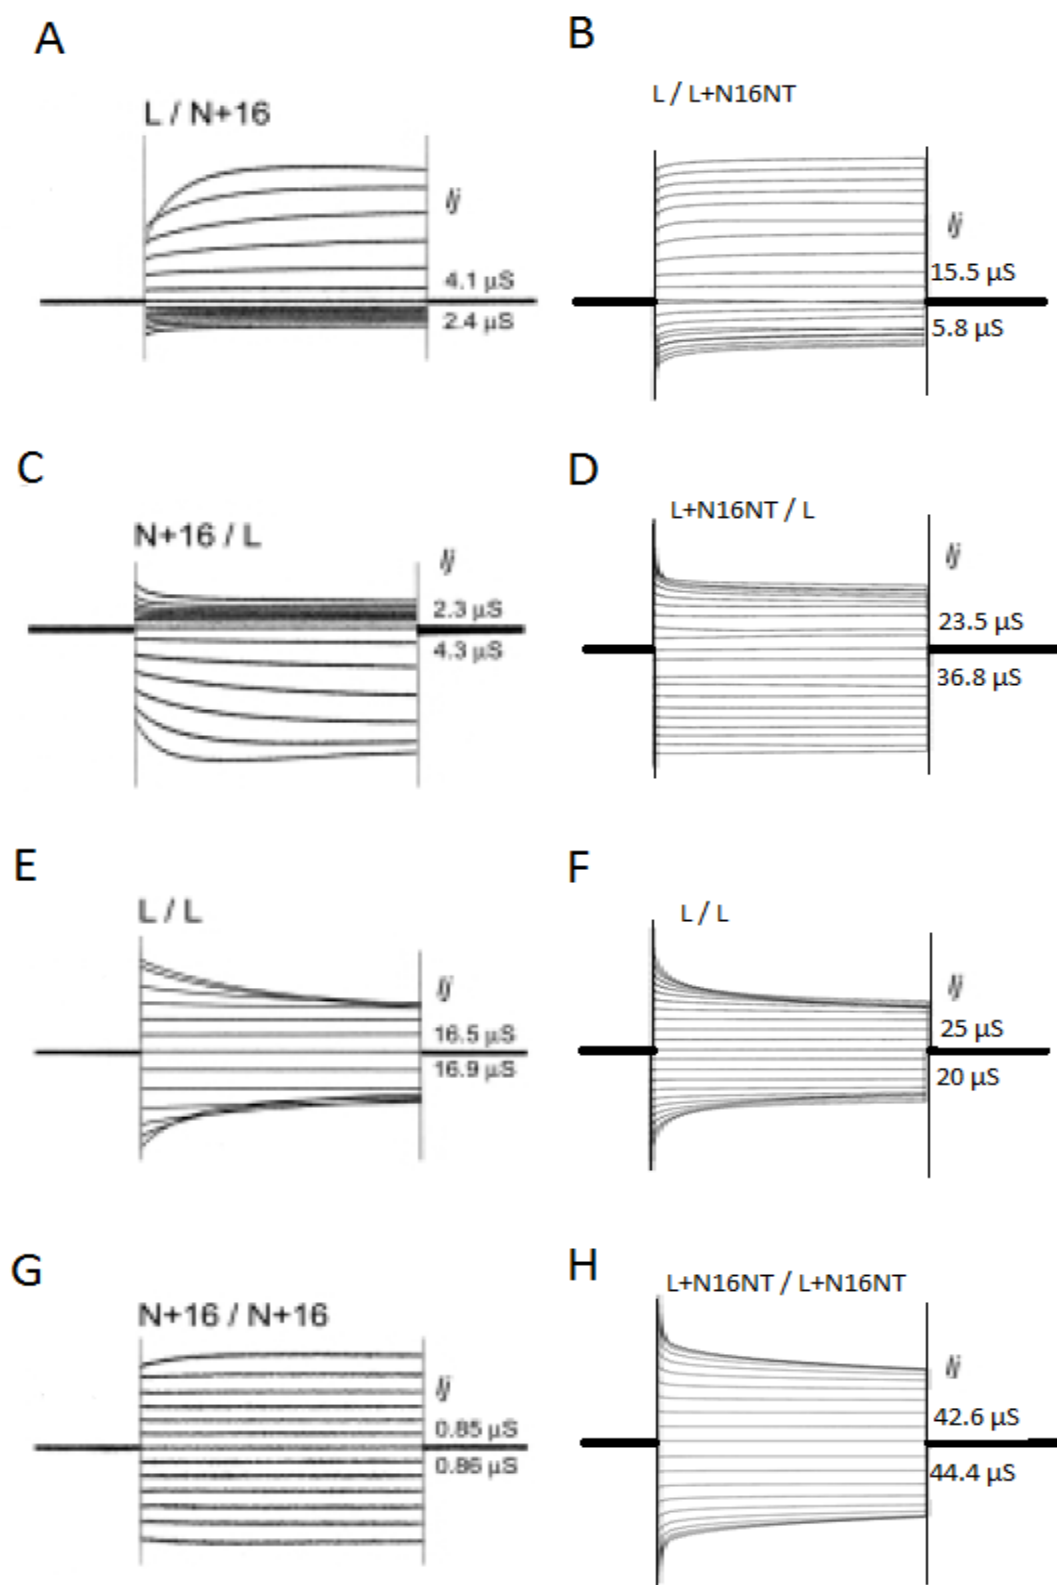 A
L / N+16
Ij
4.1 µS
2.4 µS
B
L / L+N16NT
Ij
15.5 µS
5.8 µS
C
N+16 / L
Ij
2.3 µS
4.3 µS
D
L+N16NT / L
Ij
23.5 µS
36.8 µS
E
L / L
Ij
16.5 µS
16.9 µS
F
L / L
Ij
25 µS
20 µS
G
N+16 / N+16
Ij
0.85 µS
0.86 µS
H
L+N16NT / L+N16NT
Ij
42.6 µS
44.4 µS